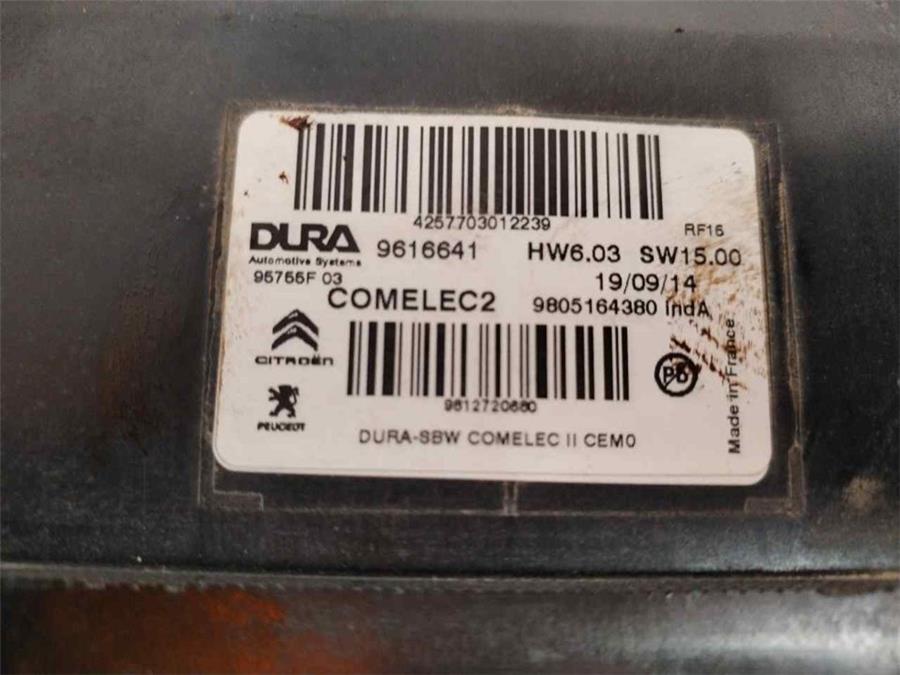 4257703012239
RF16
DURA 9616641 HW6.03 SW15.00
Automotive Systems
95755F 03 19/09/14
COMELEC2 9805164380 indA
CITROËN
PEUGEOT
PB
9812720680
DURA-SBW COMELEC II CEM0
Made in France